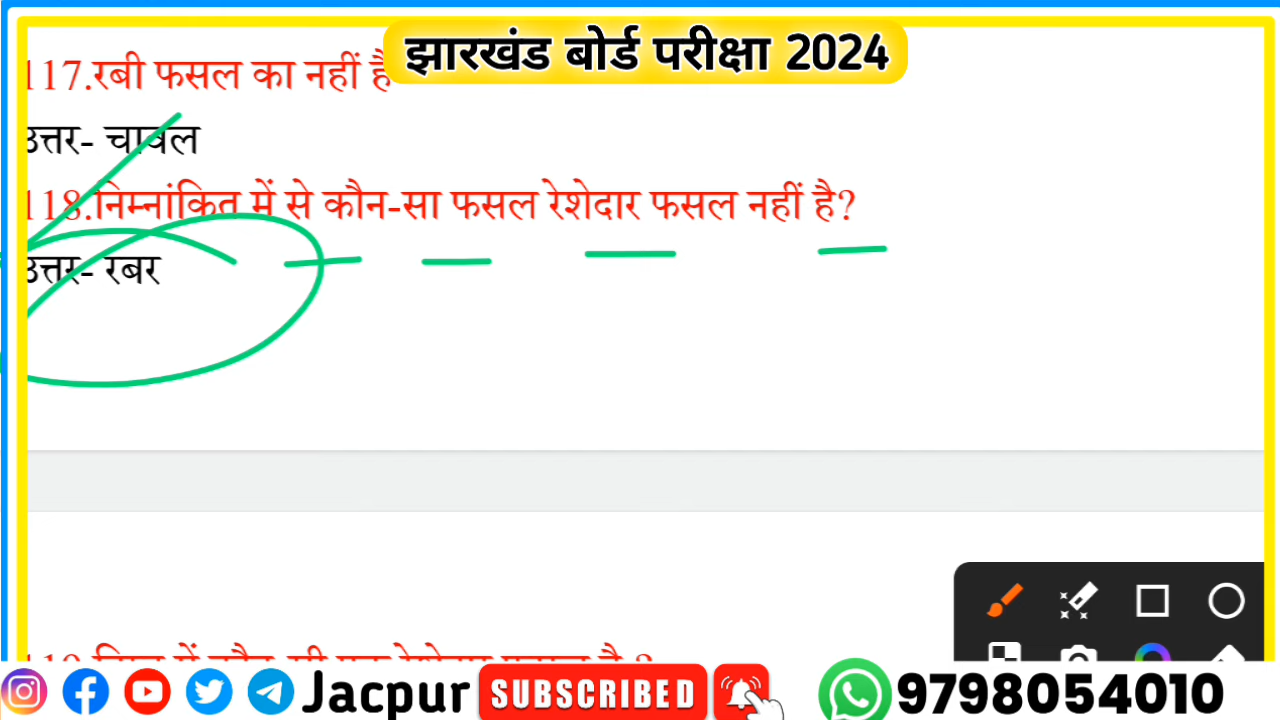 झारखंड बोर्ड परीक्षा 2024
117.रबी फसल का नहीं है
उत्तर- चावल
118.निम्नांकित में से कौन-सा फसल रेशेदार फसल नहीं है?
उत्तर- रबर
Jacpur SUBSCRIBED 9798054010